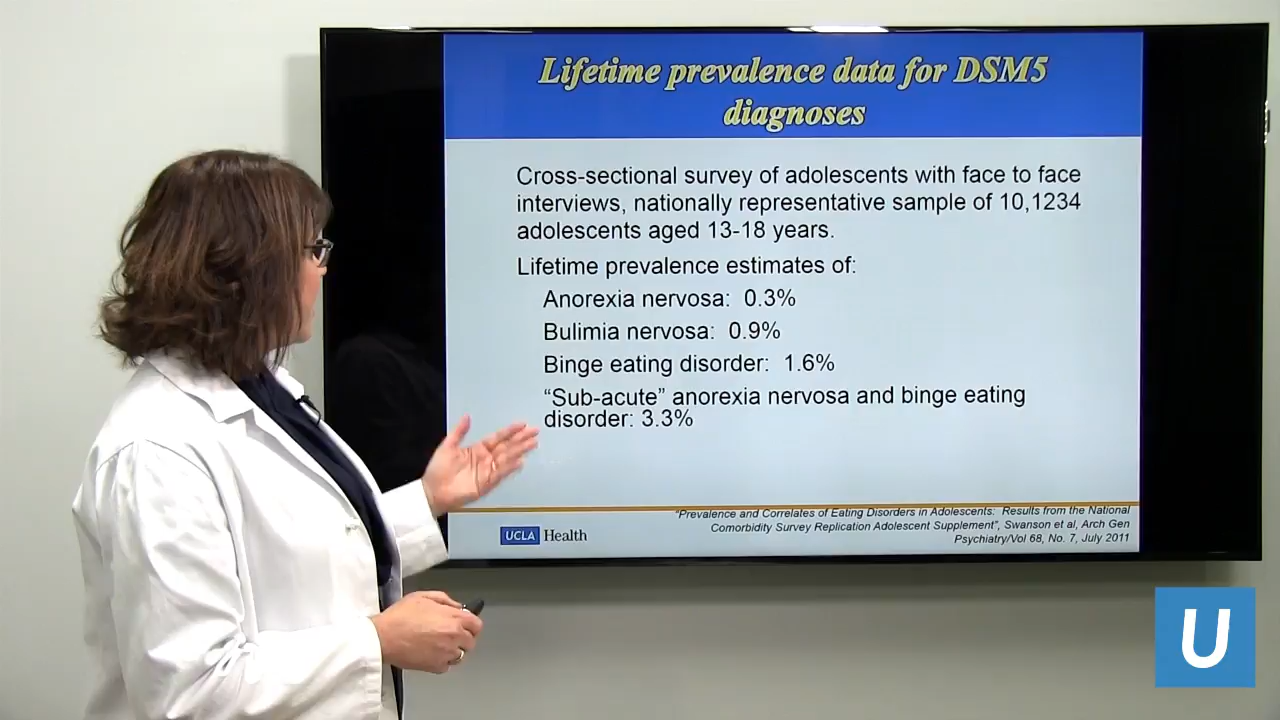 Lifetime prevalence data for DSM5
diagnoses
Cross-sectional survey of adolescents with face to face
interviews, nationally representative sample of 10,1234
adolescents aged 13-18 years.
Lifetime prevalence estimates of:
Anorexia nervosa: 0.3%
Bulimia nervosa: 0.9%
Binge eating disorder: 1.6%
“Sub-acute” anorexia nervosa and binge eating
disorder: 3.3%
“Prevalence and Correlates of Eating Disorders in Adolescents: Results from the National
Comorbidity Survey Replication Adolescent Supplement”, Swanson et al, Arch Gen
Psychiatry/Vol 68, No. 7, July 2011
UCLA Health
U